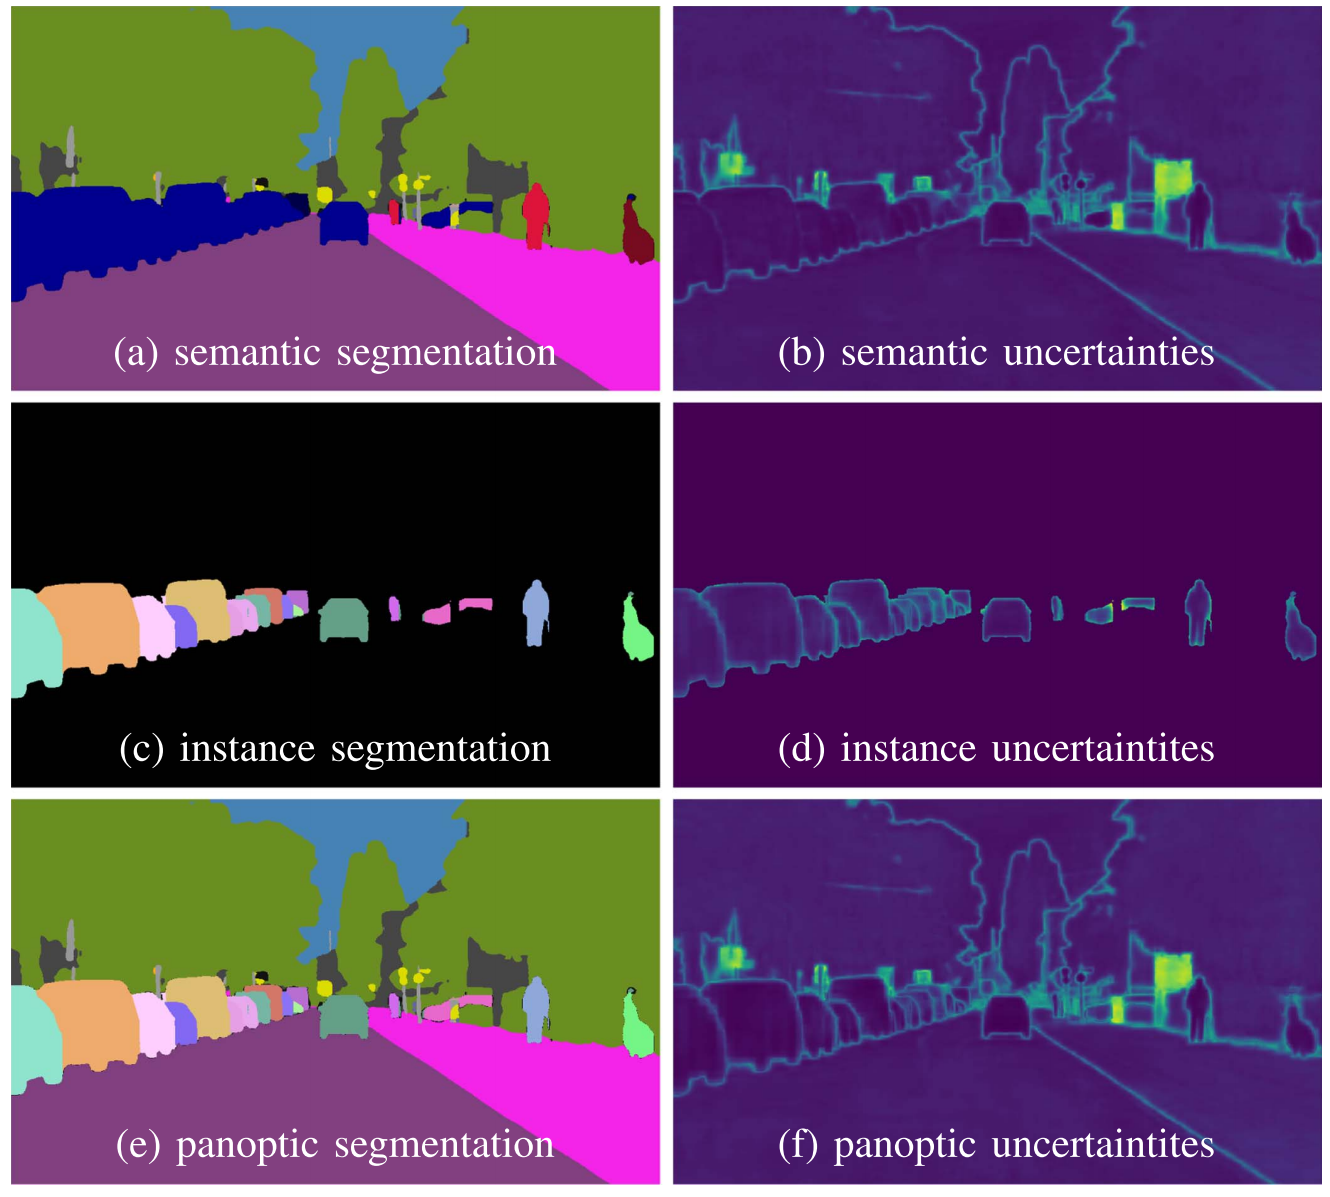 (a) semantic segmentation
(b) semantic uncertainties
(c) instance segmentation
(d) instance uncertaintites
(e) panoptic segmentation
(f) panoptic uncertaintites